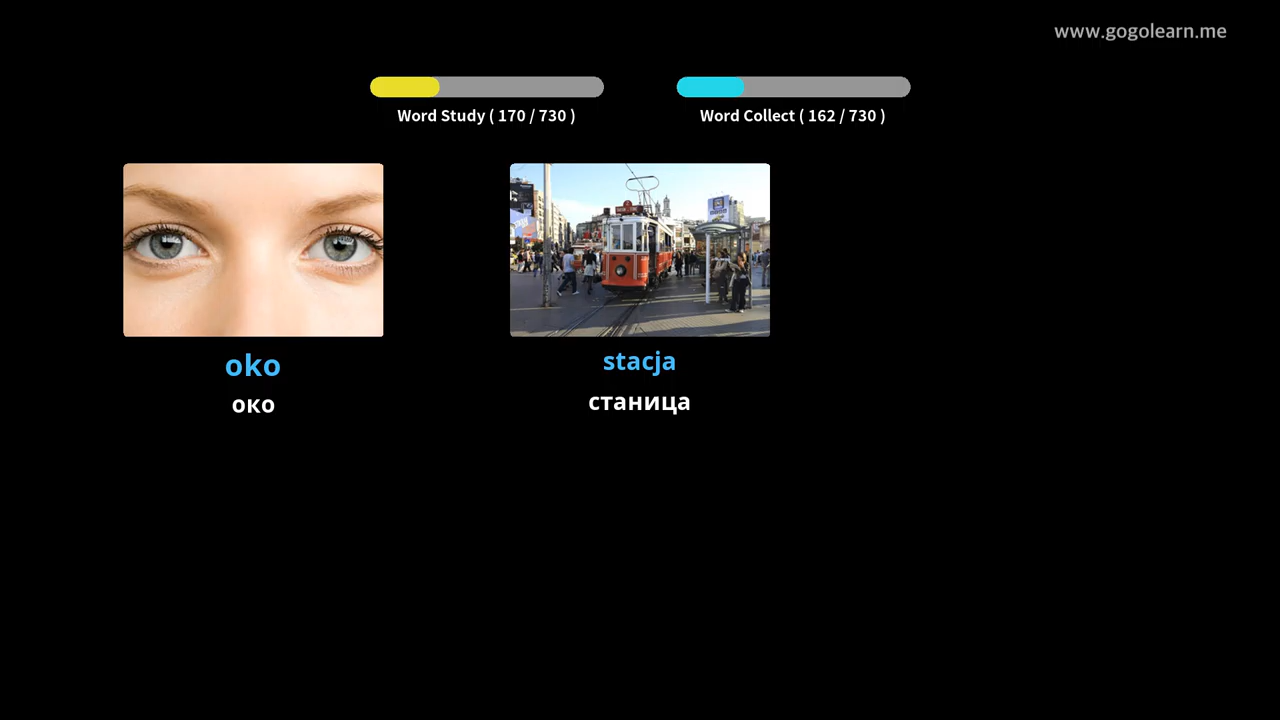 www.gogolearn.me
Word Study ( 170 / 730 )
Word Collect ( 162 / 730 )
oko
око
stacja
станица